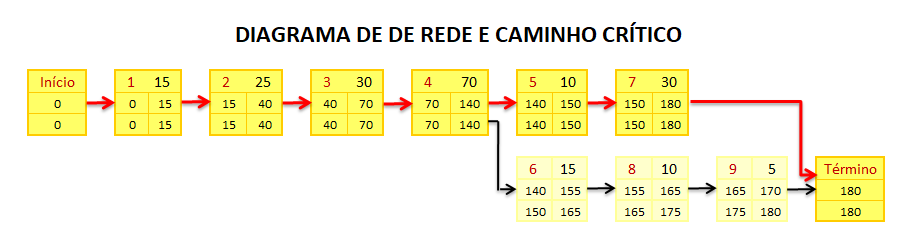 DIAGRAMA DE DE REDE E CAMINHO CRÍTICO
Início 1 15 2 25 3 30 4 70 5 10 7 30
0 0 15 15 40 40 70 70 140 140 150 150 180
0 0 15 15 40 40 70 70 140 140 150 150 180
6 15 8 10 9 5 Término
140 155 155 165 165 170 180
150 165 165 175 175 180 180